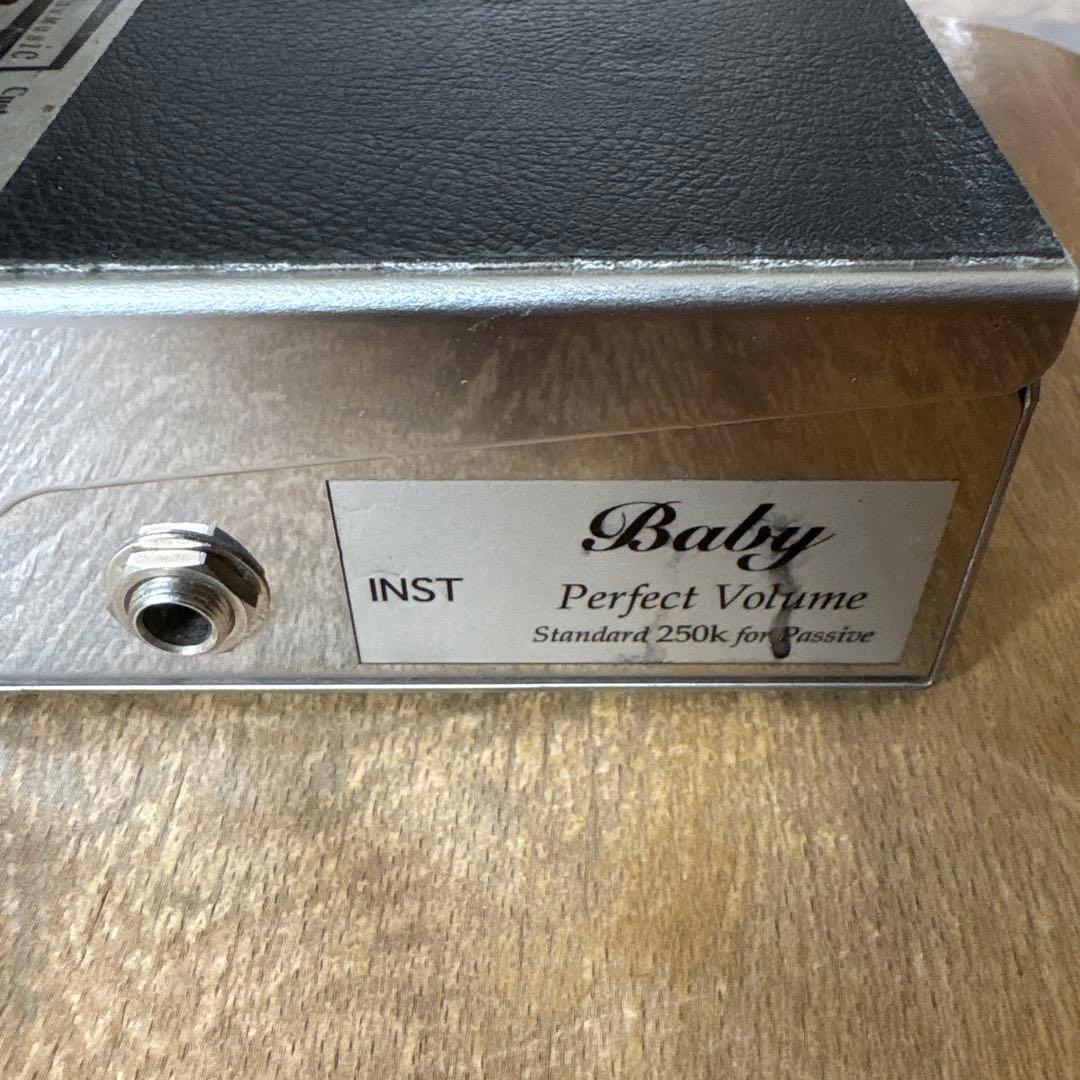 INST
Baby
Perfect Volume
Standard 250k for Passive